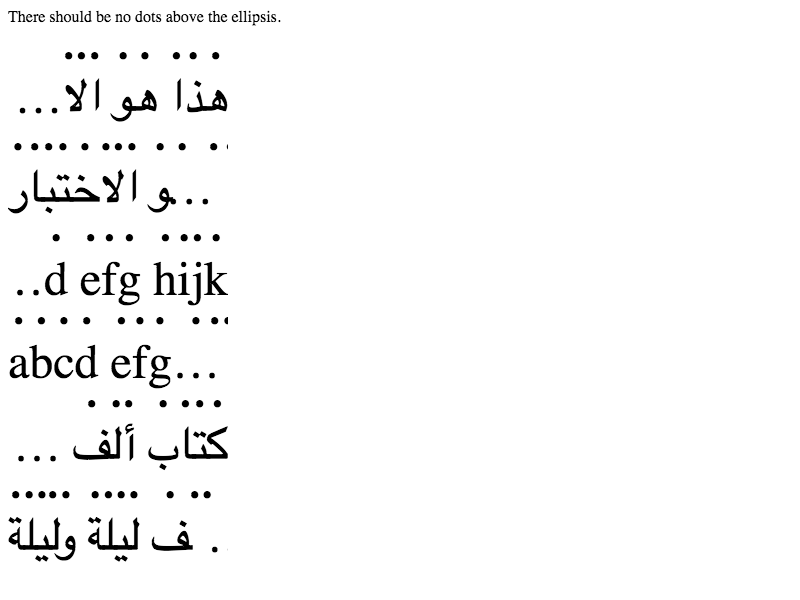 There should be no dots above the ellipsis.
هذا هو الا...
...و الاختبار
..d efg hijk
abcd efg...
كتاب ألف ...
.. ف ليلة وليلة